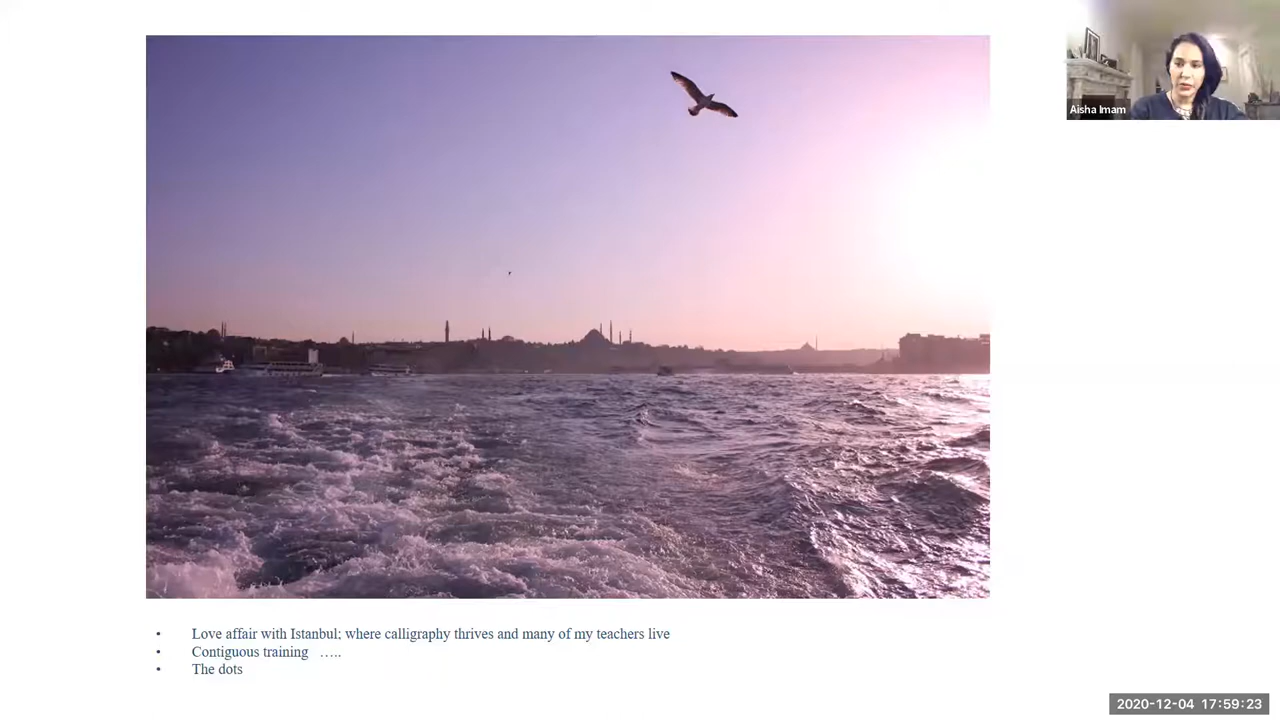 Aisha Imam
• Love affair with Istanbul; where calligraphy thrives and many of my teachers live
• Contiguous training …..
• The dots
2020-12-04 17:59:23